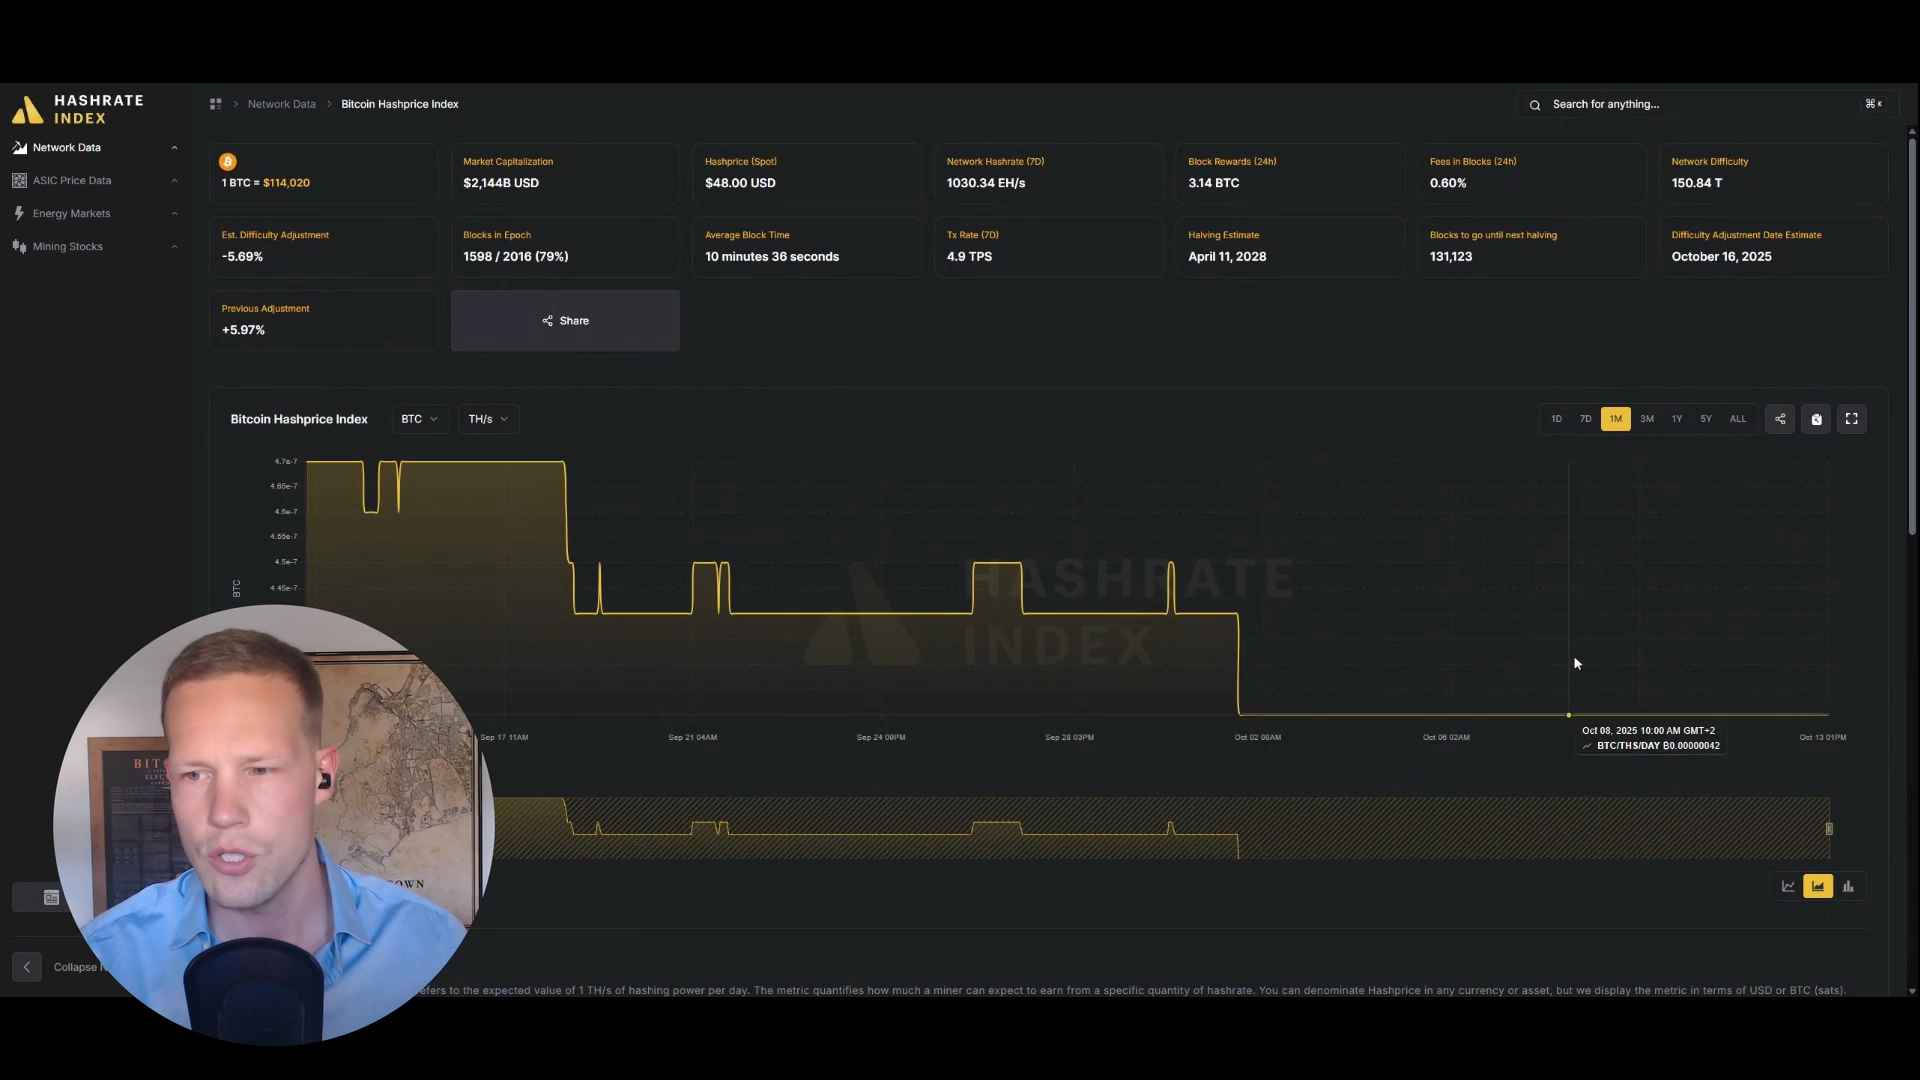 HASHRATE
INDEX
Network Data
Bitcoin Hashprice Index
Search for anything...
⌘ K
Network Data
ASIC Price Data
Energy Markets
Mining Stocks
1 BTC = $114,020
Market Capitalization
$2,144B USD
Hashprice (Spot)
$48.00 USD
Network Hashrate (7D)
1030.34 EH/s
Block Rewards (24h)
3.14 BTC
Fees in Blocks (24h)
0.60%
Network Difficulty
150.84 T
Est. Difficulty Adjustment
-5.69%
Blocks in Epoch
1598 / 2016 (79%)
Average Block Time
10 minutes 36 seconds
Tx Rate (7D)
4.9 TPS
Halving Estimate
April 11, 2028
Blocks to go until next halving
131,123
Difficulty Adjustment Date Estimate
October 16, 2025
Previous Adjustment
+5.97%
Share
Bitcoin Hashprice Index
BTC
TH/s
1D 7D 1M 3M 1Y 5Y ALL
4.7e-7
4.65e-7
4.6e-7
4.55e-7
4.5e-7
4.45e-7
BTC
HASHRATE
INDEX
Sep 17 11AM
Sep 21 04AM
Sep 24 09PM
Sep 28 03PM
Oct 02 08AM
Oct 06 02AM
Oct 13 01PM
Oct 08, 2025 10:00 AM GMT+2
BTC/THS/DAY ₿0.00000042
BIT
ELEC
OWN
Collapse
efers to the expected value of 1 TH/s of hashing power per day. The metric quantifies how much a miner can expect to earn from a specific quantity of hashrate. You can denominate Hashprice in any currency or asset, but we display the metric in terms of USD or BTC (sats).